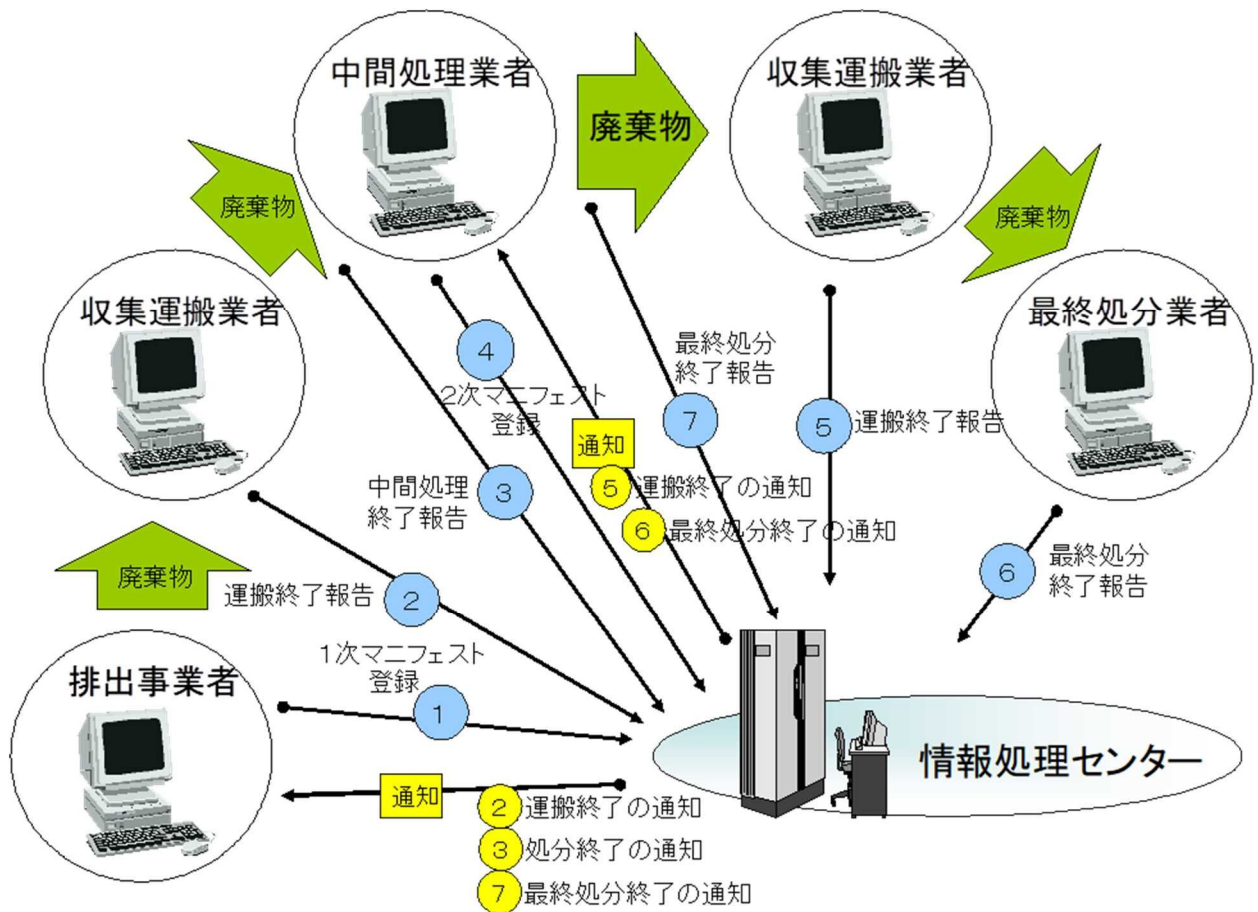 中間処理業者
廃棄物
収集運搬業者
廃棄物
廃棄物
収集運搬業者
最終処分業者
4
2次マニフェスト
登録
最終処分
終了報告
7
5
運搬終了報告
通知
中間処理
終了報告
3
5
運搬終了の通知
6
最終処分終了の通知
6
最終処分
終了報告
廃棄物
運搬終了報告
2
1次マニフェスト
登録
1
排出事業者
情報処理センター
通知
2
運搬終了の通知
3
処分終了の通知
7
最終処分終了の通知